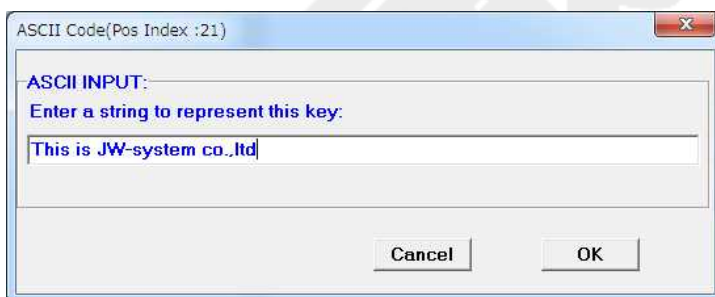 ASCII Code(Pos Index :21)
ASCII INPUT:
Enter a string to represent this key:
This is JW-system co.,ltd
Cancel OK